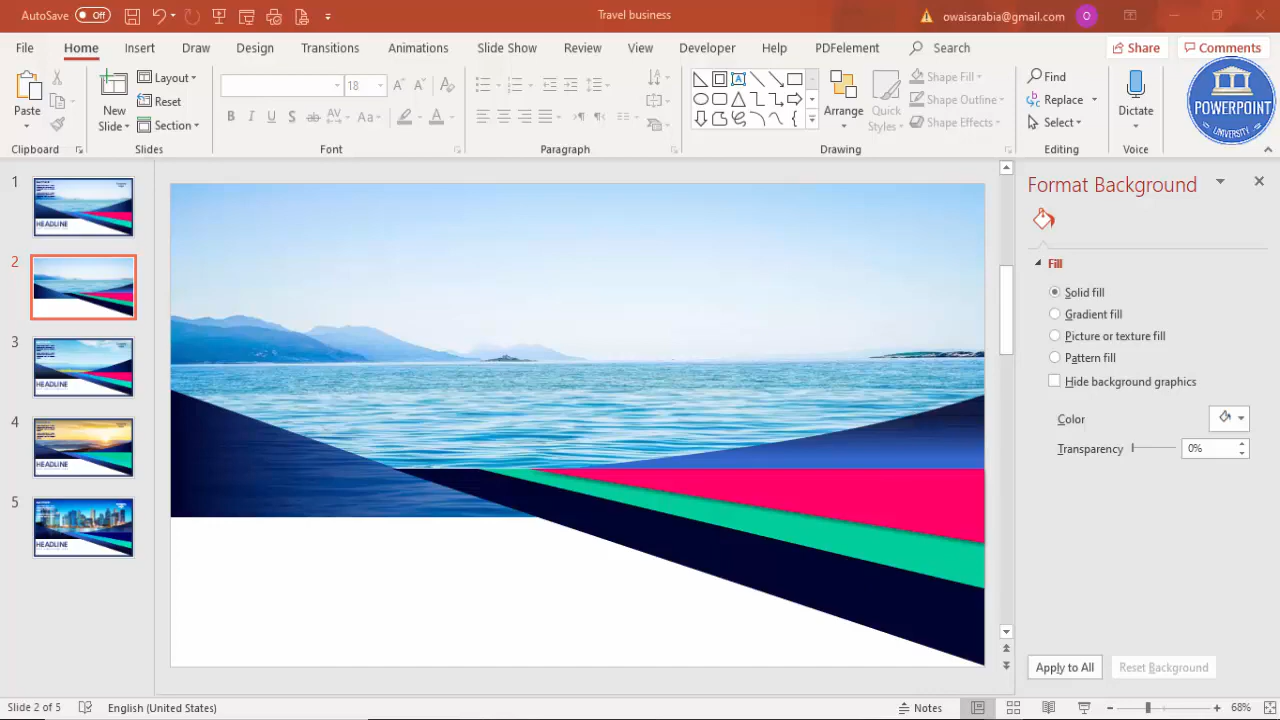 AutoSave Off Travel business owaisarabia@gmail.com O
File Home Insert Draw Design Transitions Animations Slide Show Review View Developer Help PDFelement Search Share Comments
Paste New Slide Layout Reset Section 18 Arrange Quick Styles Shape Fill Shape Outline Shape Effects Find Replace Select Dictate
POWERPOINT
UNIVERSITY
Clipboard Slides Font Paragraph Drawing Editing Voice
1
HEADLINE
2
3
HEADLINE
4
HEADLINE
5
HEADLINE
Format Background
Fill
Solid fill
Gradient fill
Picture or texture fill
Pattern fill
Hide background graphics
Color
Transparency 0%
Apply to All Reset Background
Slide 2 of 5 English (United States) Notes 68%